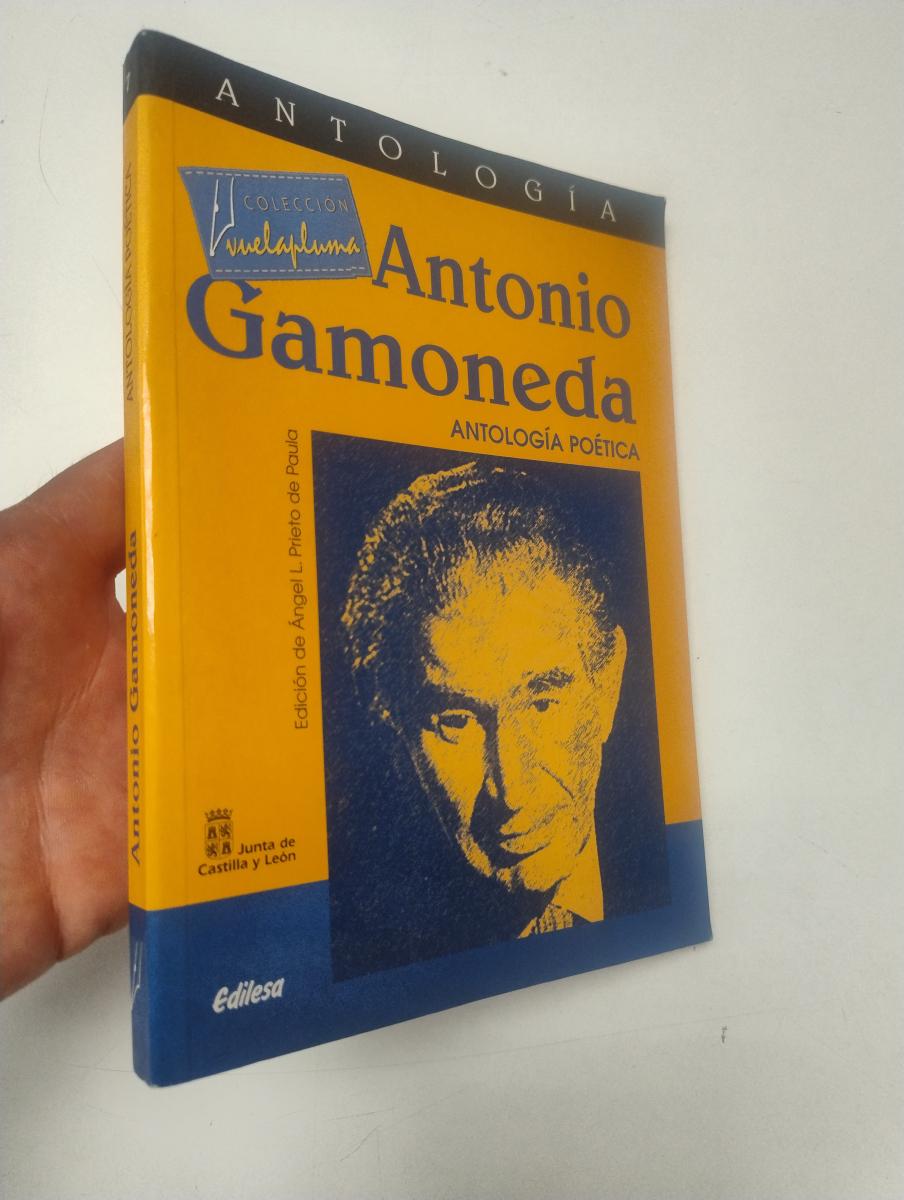 ANTOLOGÍA
COLECCIÓN
vuelapluma
Antonio
Gamoneda
ANTOLOGÍA POÉTICA
Edición de Ángel L. Prieto de Paula
Junta de
Castilla y León
Edilesa
7
ANTOLOGÍA POÉTICA
Antonio Gamoneda